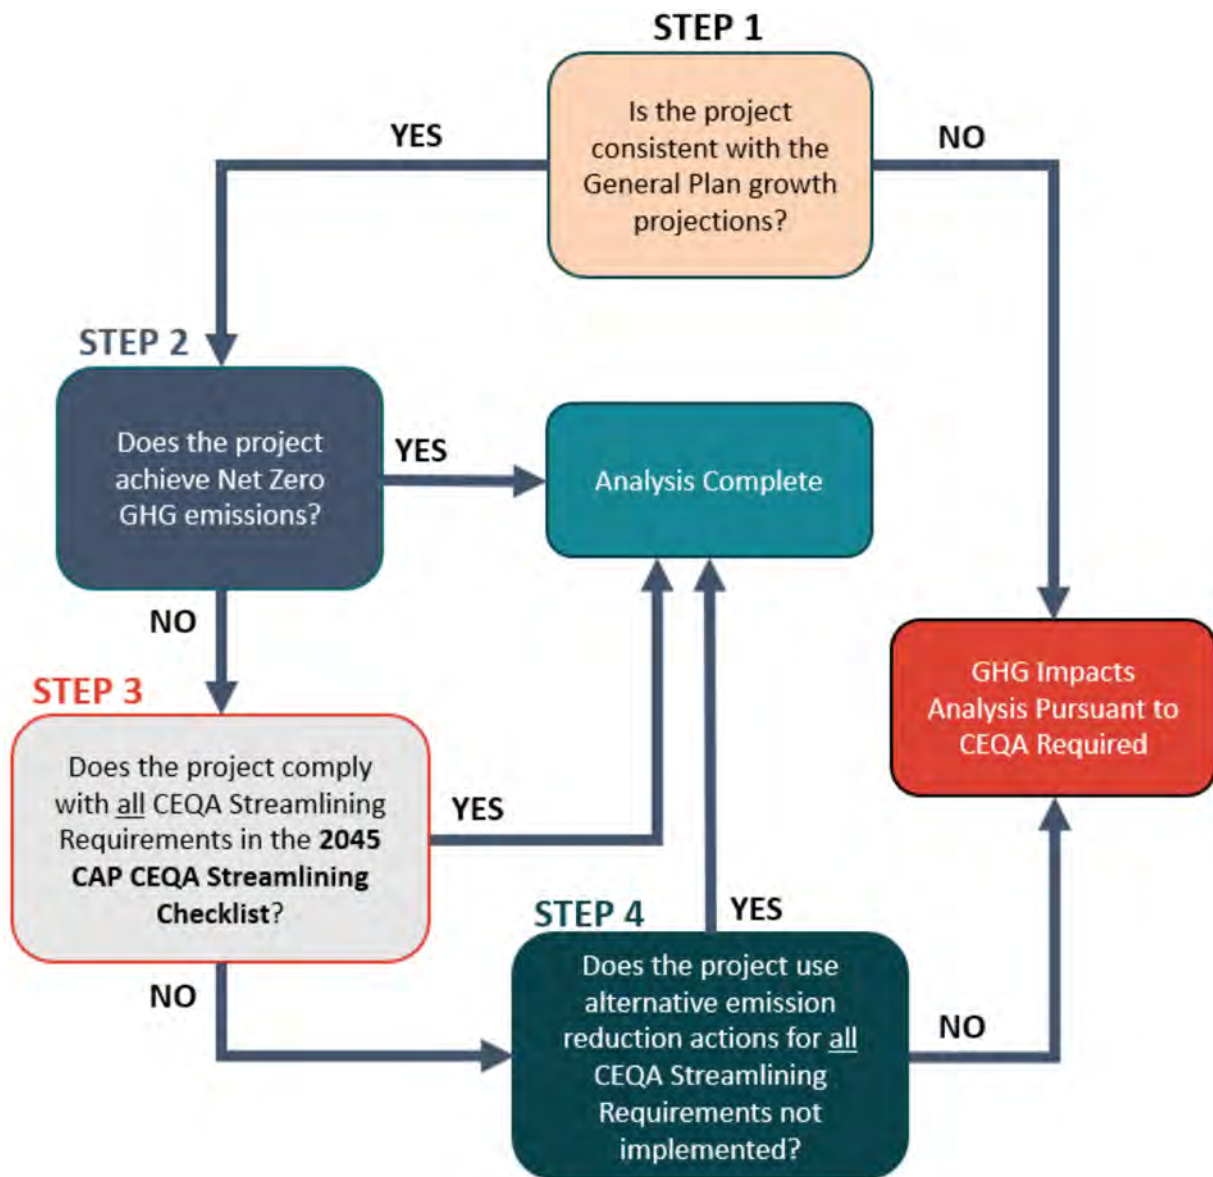 STEP 1
Is the project
consistent with the
General Plan growth
projections?
YES
NO
STEP 2
Does the project
achieve Net Zero
GHG emissions?
YES
Analysis Complete
NO
GHG Impacts
Analysis Pursuant to
CEQA Required
STEP 3
Does the project comply
with all CEQA Streamlining
Requirements in the 2045
CAP CEQA Streamlining
Checklist?
YES
NO
STEP 4
YES
Does the project use
alternative emission
reduction actions for all
CEQA Streamlining
Requirements not
implemented?
NO